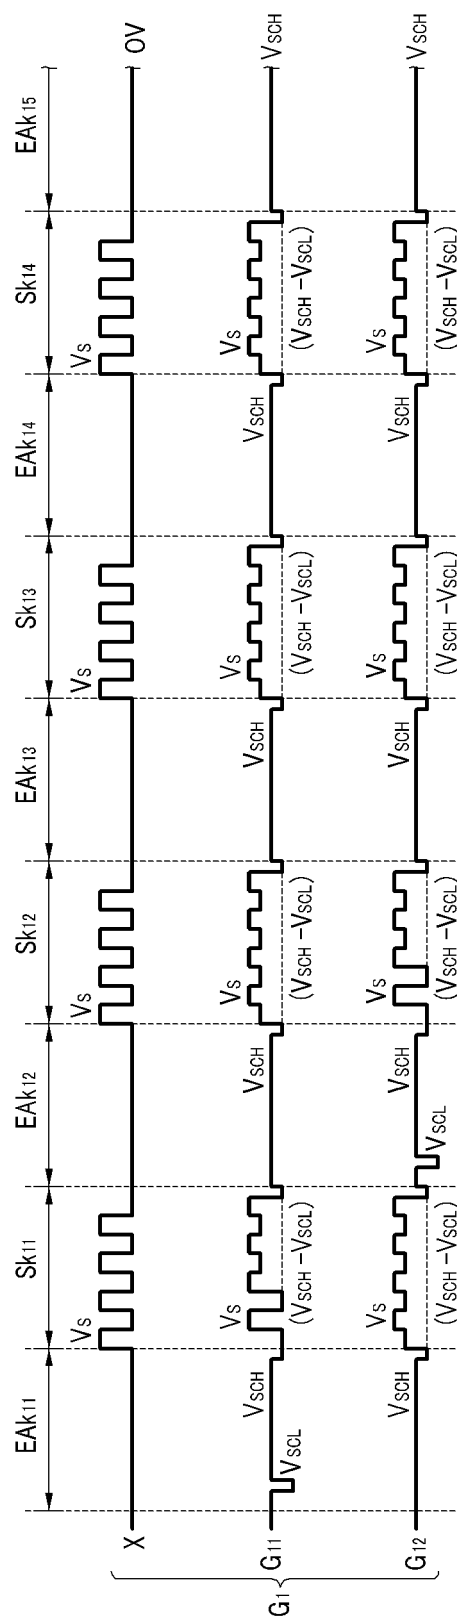 EAk11 Sk11 EAk12 Sk12 EAk13 Sk13 EAk14 Sk14 EAk15
X Vs Vs Vs Vs 0V
G1
G11 VSCL VSCH Vs (VSCH-VSCL) VSCH Vs (VSCH-VSCL) VSCH Vs (VSCH-VSCL) VSCH Vs (VSCH-VSCL) VSCH
G12 VSCH Vs (VSCH-VSCL) VSCL VSCH Vs (VSCH-VSCL) VSCH Vs (VSCH-VSCL) VSCH Vs (VSCH-VSCL) VSCH